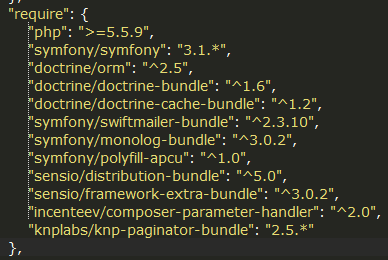 },
"require": {
"php": ">=5.5.9",
"symfony/symfony": "3.1.*",
"doctrine/orm": "^2.5",
"doctrine/doctrine-bundle": "^1.6",
"doctrine/doctrine-cache-bundle": "^1.2",
"symfony/swiftmailer-bundle": "^2.3.10",
"symfony/monolog-bundle": "^3.0.2",
"symfony/polyfill-apcu": "^1.0",
"sensio/distribution-bundle": "^5.0",
"sensio/framework-extra-bundle": "^3.0.2",
"incenteev/composer-parameter-handler": "^2.0",
"knplabs/knp-paginator-bundle": "2.5.*"
},